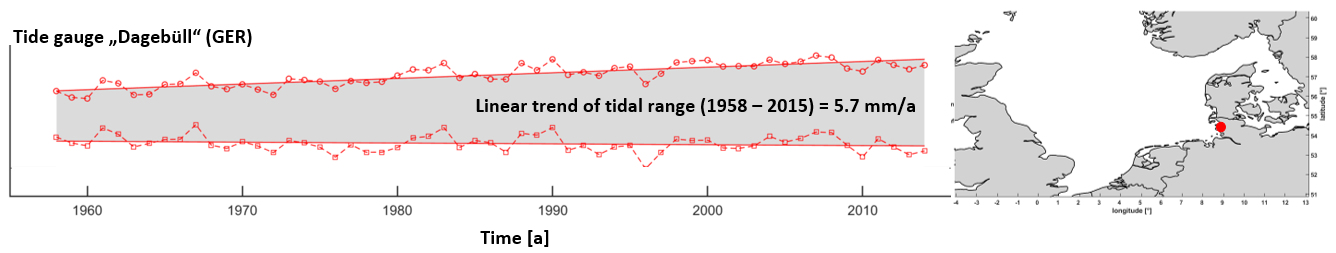 Tide gauge „Dagebüll“ (GER)
Linear trend of tidal range (1958 – 2015) = 5.7 mm/a
1960 1970 1980 1990 2000 2010
Time [a]
60
59
58
57
56
55
54
53
52
51
latitude [°]
-4 -3 -2 -1 0 1 2 3 4 5 6 7 8 9 10 11 12 13
longitude [°]